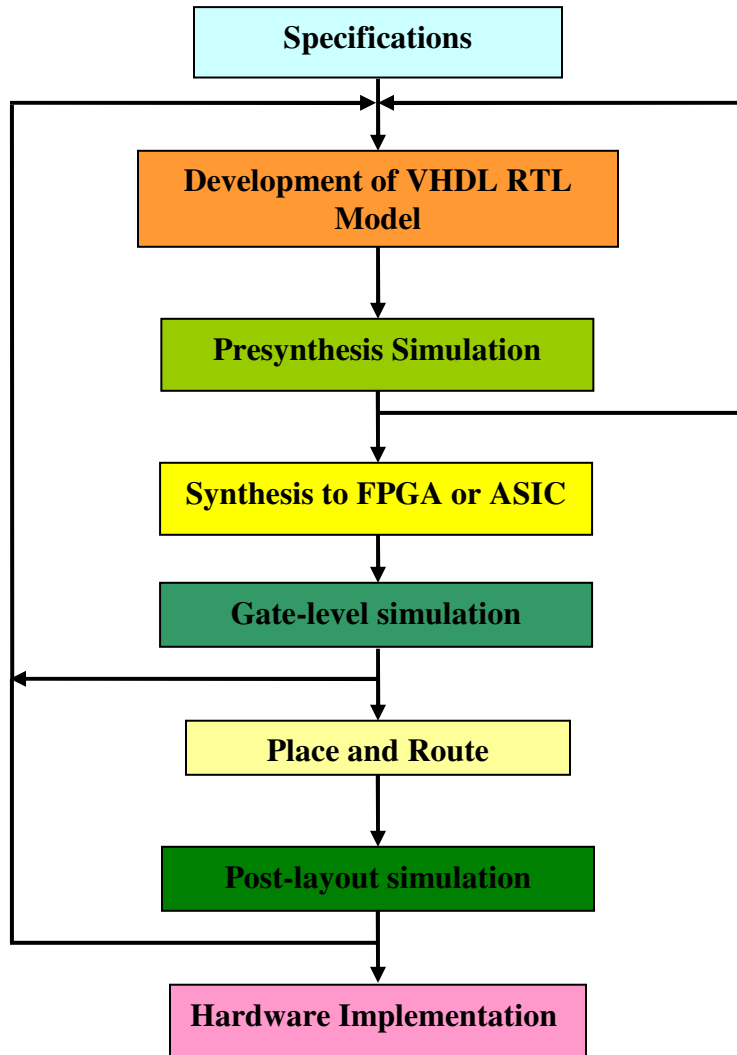 Specifications
Development of VHDL RTL
Model
Presynthesis Simulation
Synthesis to FPGA or ASIC
Gate-level simulation
Place and Route
Post-layout simulation
Hardware Implementation